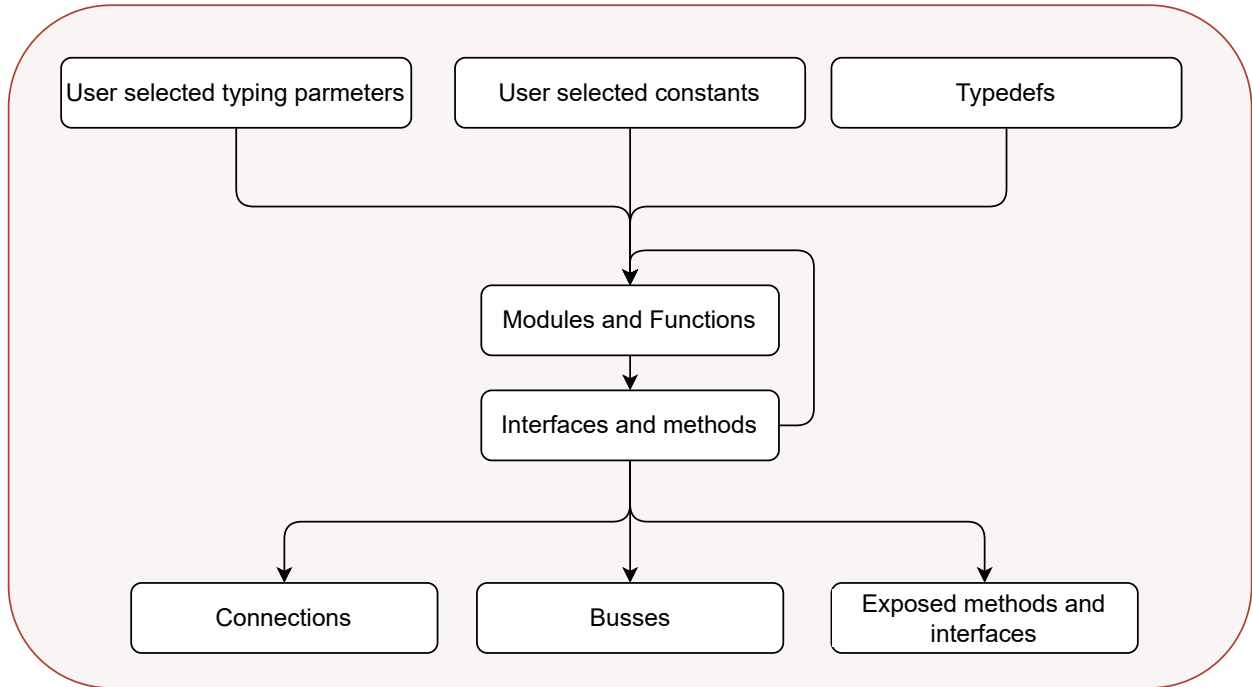 User selected typing parmeters
User selected constants
Typedefs
Modules and Functions
Interfaces and methods
Connections
Busses
Exposed methods and
interfaces